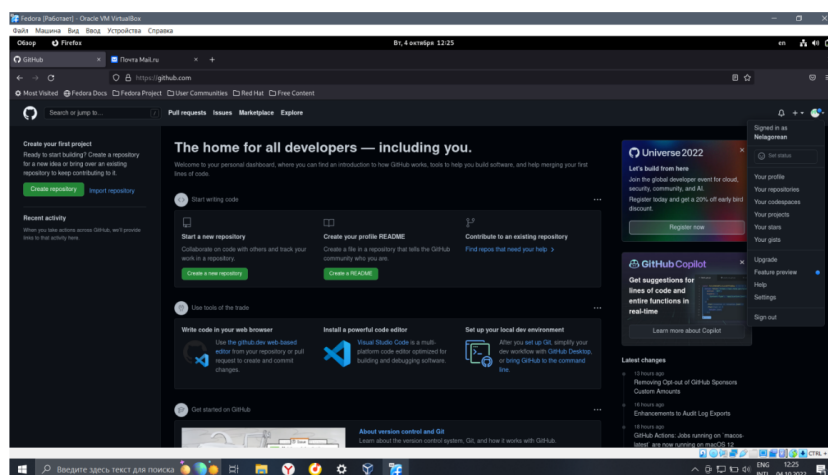 Fedora [Работает] - Oracle VM VirtualBox
Файл Машина Вид Ввод Устройства Справка
Обзор Firefox Вт, 4 октября 12:25 en
GitHub × Почта Mail.ru × +
https://github.com
Most Visited Fedora Docs Fedora Project User Communities Red Hat Free Content
Search or jump to... / Pull requests Issues Marketplace Explore
Create your first project
Ready to start building? Create a repository
for a new idea or bring over an existing
repository to keep contributing to it.
Create repository Import repository
Recent activity
When you take actions across GitHub, we'll provide
links to that activity here.
The home for all developers — including you.
Welcome to your personal dashboard, where you can find an introduction to how GitHub works, tools to help you build software, and help merging your first
lines of code.
Start writing code
Start a new repository
Collaborate on code with others and track your
work in a repository.
Create a new repository
Create your profile README
Create a file in a repository that tells the GitHub
community who you are.
Create a README
Contribute to an existing repository
Find repos that need your help >
Use tools of the trade
Write code in your web browser
Use the github.dev web-based
editor from your repository or pull
request to create and commit
changes.
Install a powerful code editor
Visual Studio Code is a multi-
platform code editor optimized for
building and debugging software.
Set up your local dev environment
After you set up Git, simplify your
dev workflow with GitHub Desktop,
or bring GitHub to the command
line.
Get started on GitHub
About version control and Git
Learn about the version control system, Git, and how it works with GitHub.
Universe 2022
Let's build from here
Join the global developer event for cloud,
security, community, and AI.
Register today and get a 20% off early bird
discount.
Register now
GitHub Copilot
Get suggestions for
lines of code and
entire functions in
real-time
Learn more about Copilot
Latest changes
13 hours ago
Removing Opt-out of GitHub Sponsors
Custom Amounts
16 hours ago
Enhancements to Audit Log Exports
18 hours ago
GitHub Actions: Jobs running on `macos-
latest` are now running on macOS 12
Signed in as
Nelagorean
Set status
Your profile
Your repositories
Your codespaces
Your projects
Your stars
Your gists
Upgrade
Feature preview
Help
Settings
Sign out
CTRL +
Введите здесь текст для поиска
ENG 12:25
INTL 04.10.2022